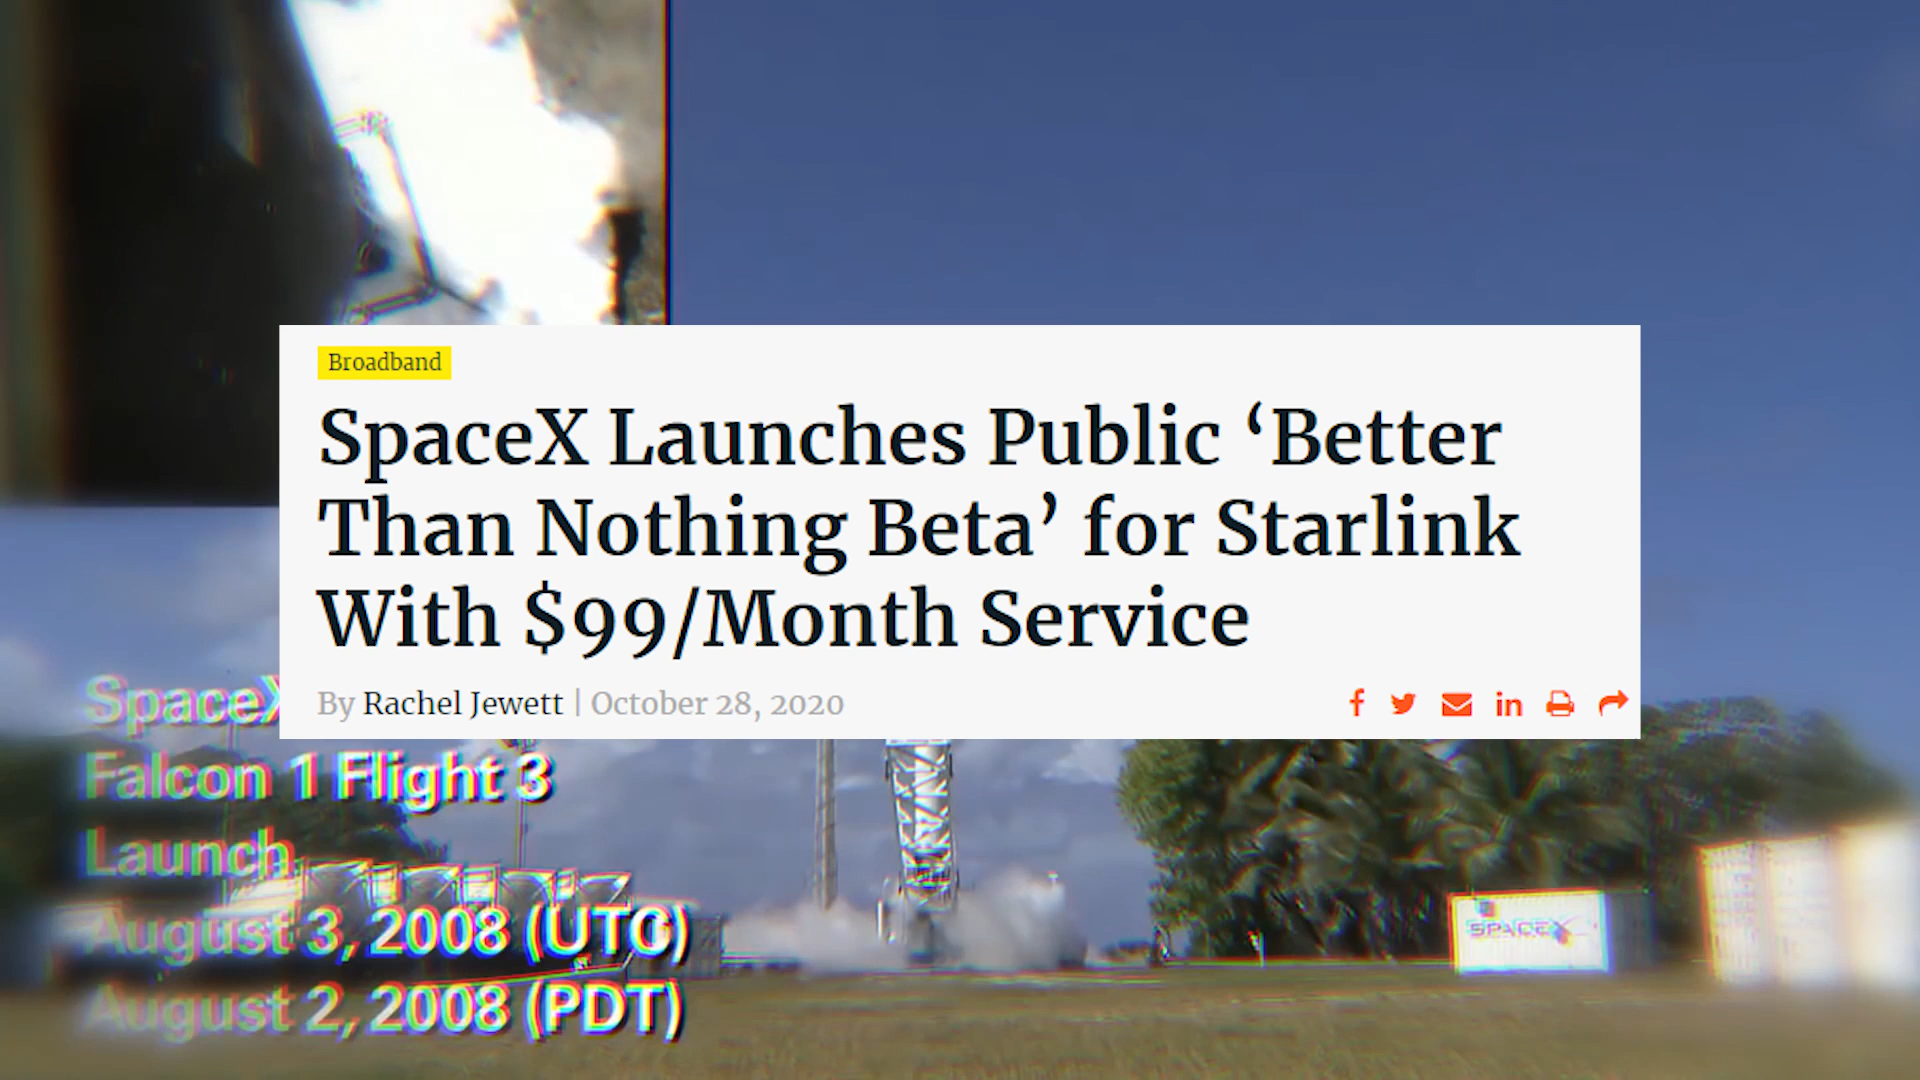 Broadband
SpaceX Launches Public ‘Better
Than Nothing Beta’ for Starlink
With $99/Month Service
By Rachel Jewett | October 28, 2020
SpaceX
Falcon 1 Flight 3
Launch
August 3, 2008 (UTC)
August 2, 2008 (PDT)
SPACEX